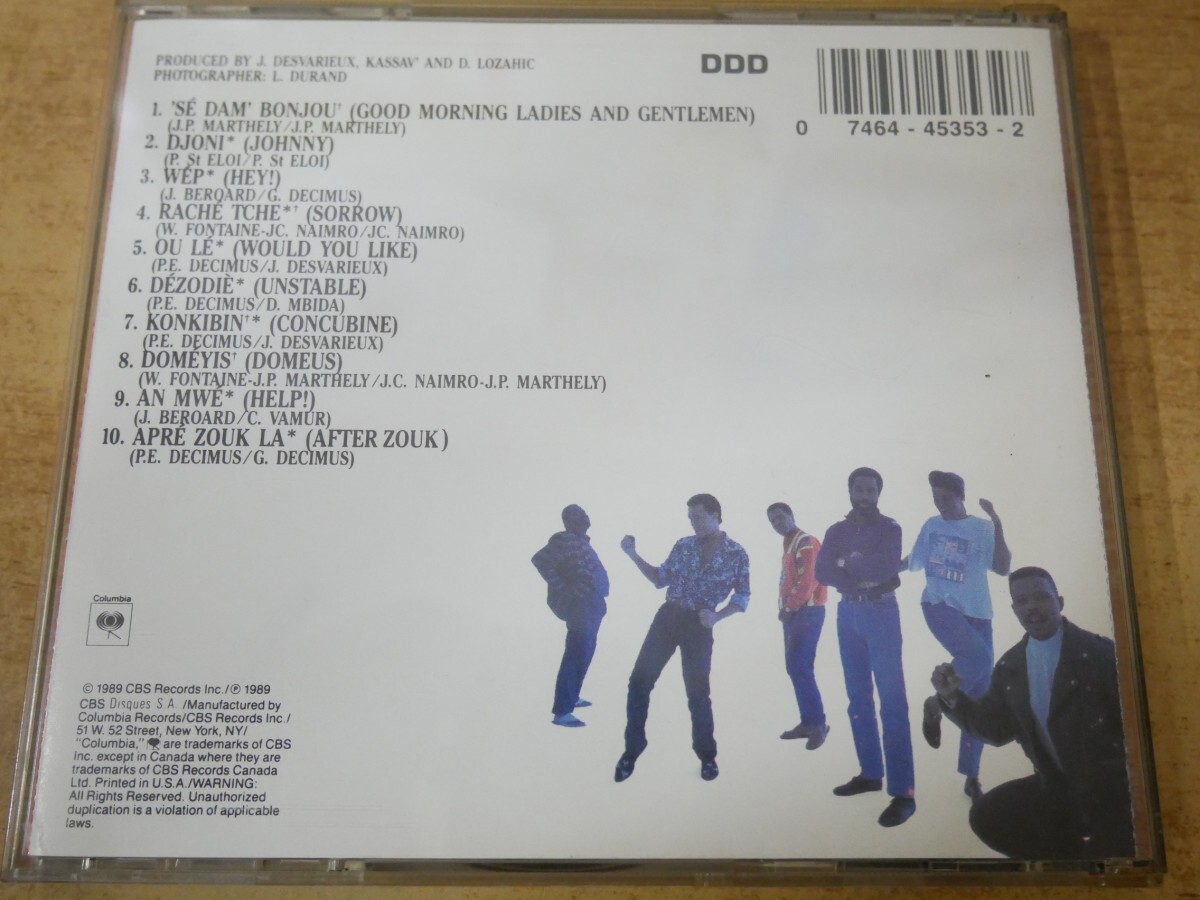 PRODUCED BY J. DESVARIEUX, KASSAV' AND D. LOZAHIC
PHOTOGRAPHER: L. DURAND
DDD
0 7464 - 45353 - 2
1. 'SÉ DAM' BONJOU' (GOOD MORNING LADIES AND GENTLEMEN)
(J.P. MARTHELY/J.P. MARTHELY)
2. DJONI* (JOHNNY)
(P. St ELOI/P. St ELOI)
3. WÉP* (HEY!)
(J. BEROARD/G. DECIMUS)
4. RACHÉ TCHE*† (SORROW)
(W. FONTAINE-JC. NAIMRO/JC. NAIMRO)
5. OU LÉ* (WOULD YOU LIKE)
(P.E. DECIMUS/J. DESVARIEUX)
6. DÉZODIÈ* (UNSTABLE)
(P.E. DECIMUS/D. MBIDA)
7. KONKIBIN†* (CONCUBINE)
(P.E. DECIMUS/J. DESVARIEUX)
8. DOMÉYIS† (DOMEUS)
(W. FONTAINE-J.P. MARTHELY/J.C. NAIMRO-J.P. MARTHELY)
9. AN MWÉ* (HELP!)
(J. BEROARD/C. VAMUR)
10. APRÉ ZOUK LA* (AFTER ZOUK)
(P.E. DECIMUS/G. DECIMUS)
Columbia
© 1989 CBS Records Inc./℗ 1989
CBS Disques S.A. /Manufactured by
Columbia Records/CBS Records Inc./
51 W. 52 Street, New York, NY/
"Columbia," are trademarks of CBS
Inc. except in Canada where they are
trademarks of CBS Records Canada
Ltd. Printed in U.S.A./WARNING:
All Rights Reserved. Unauthorized
duplication is a violation of applicable
laws.